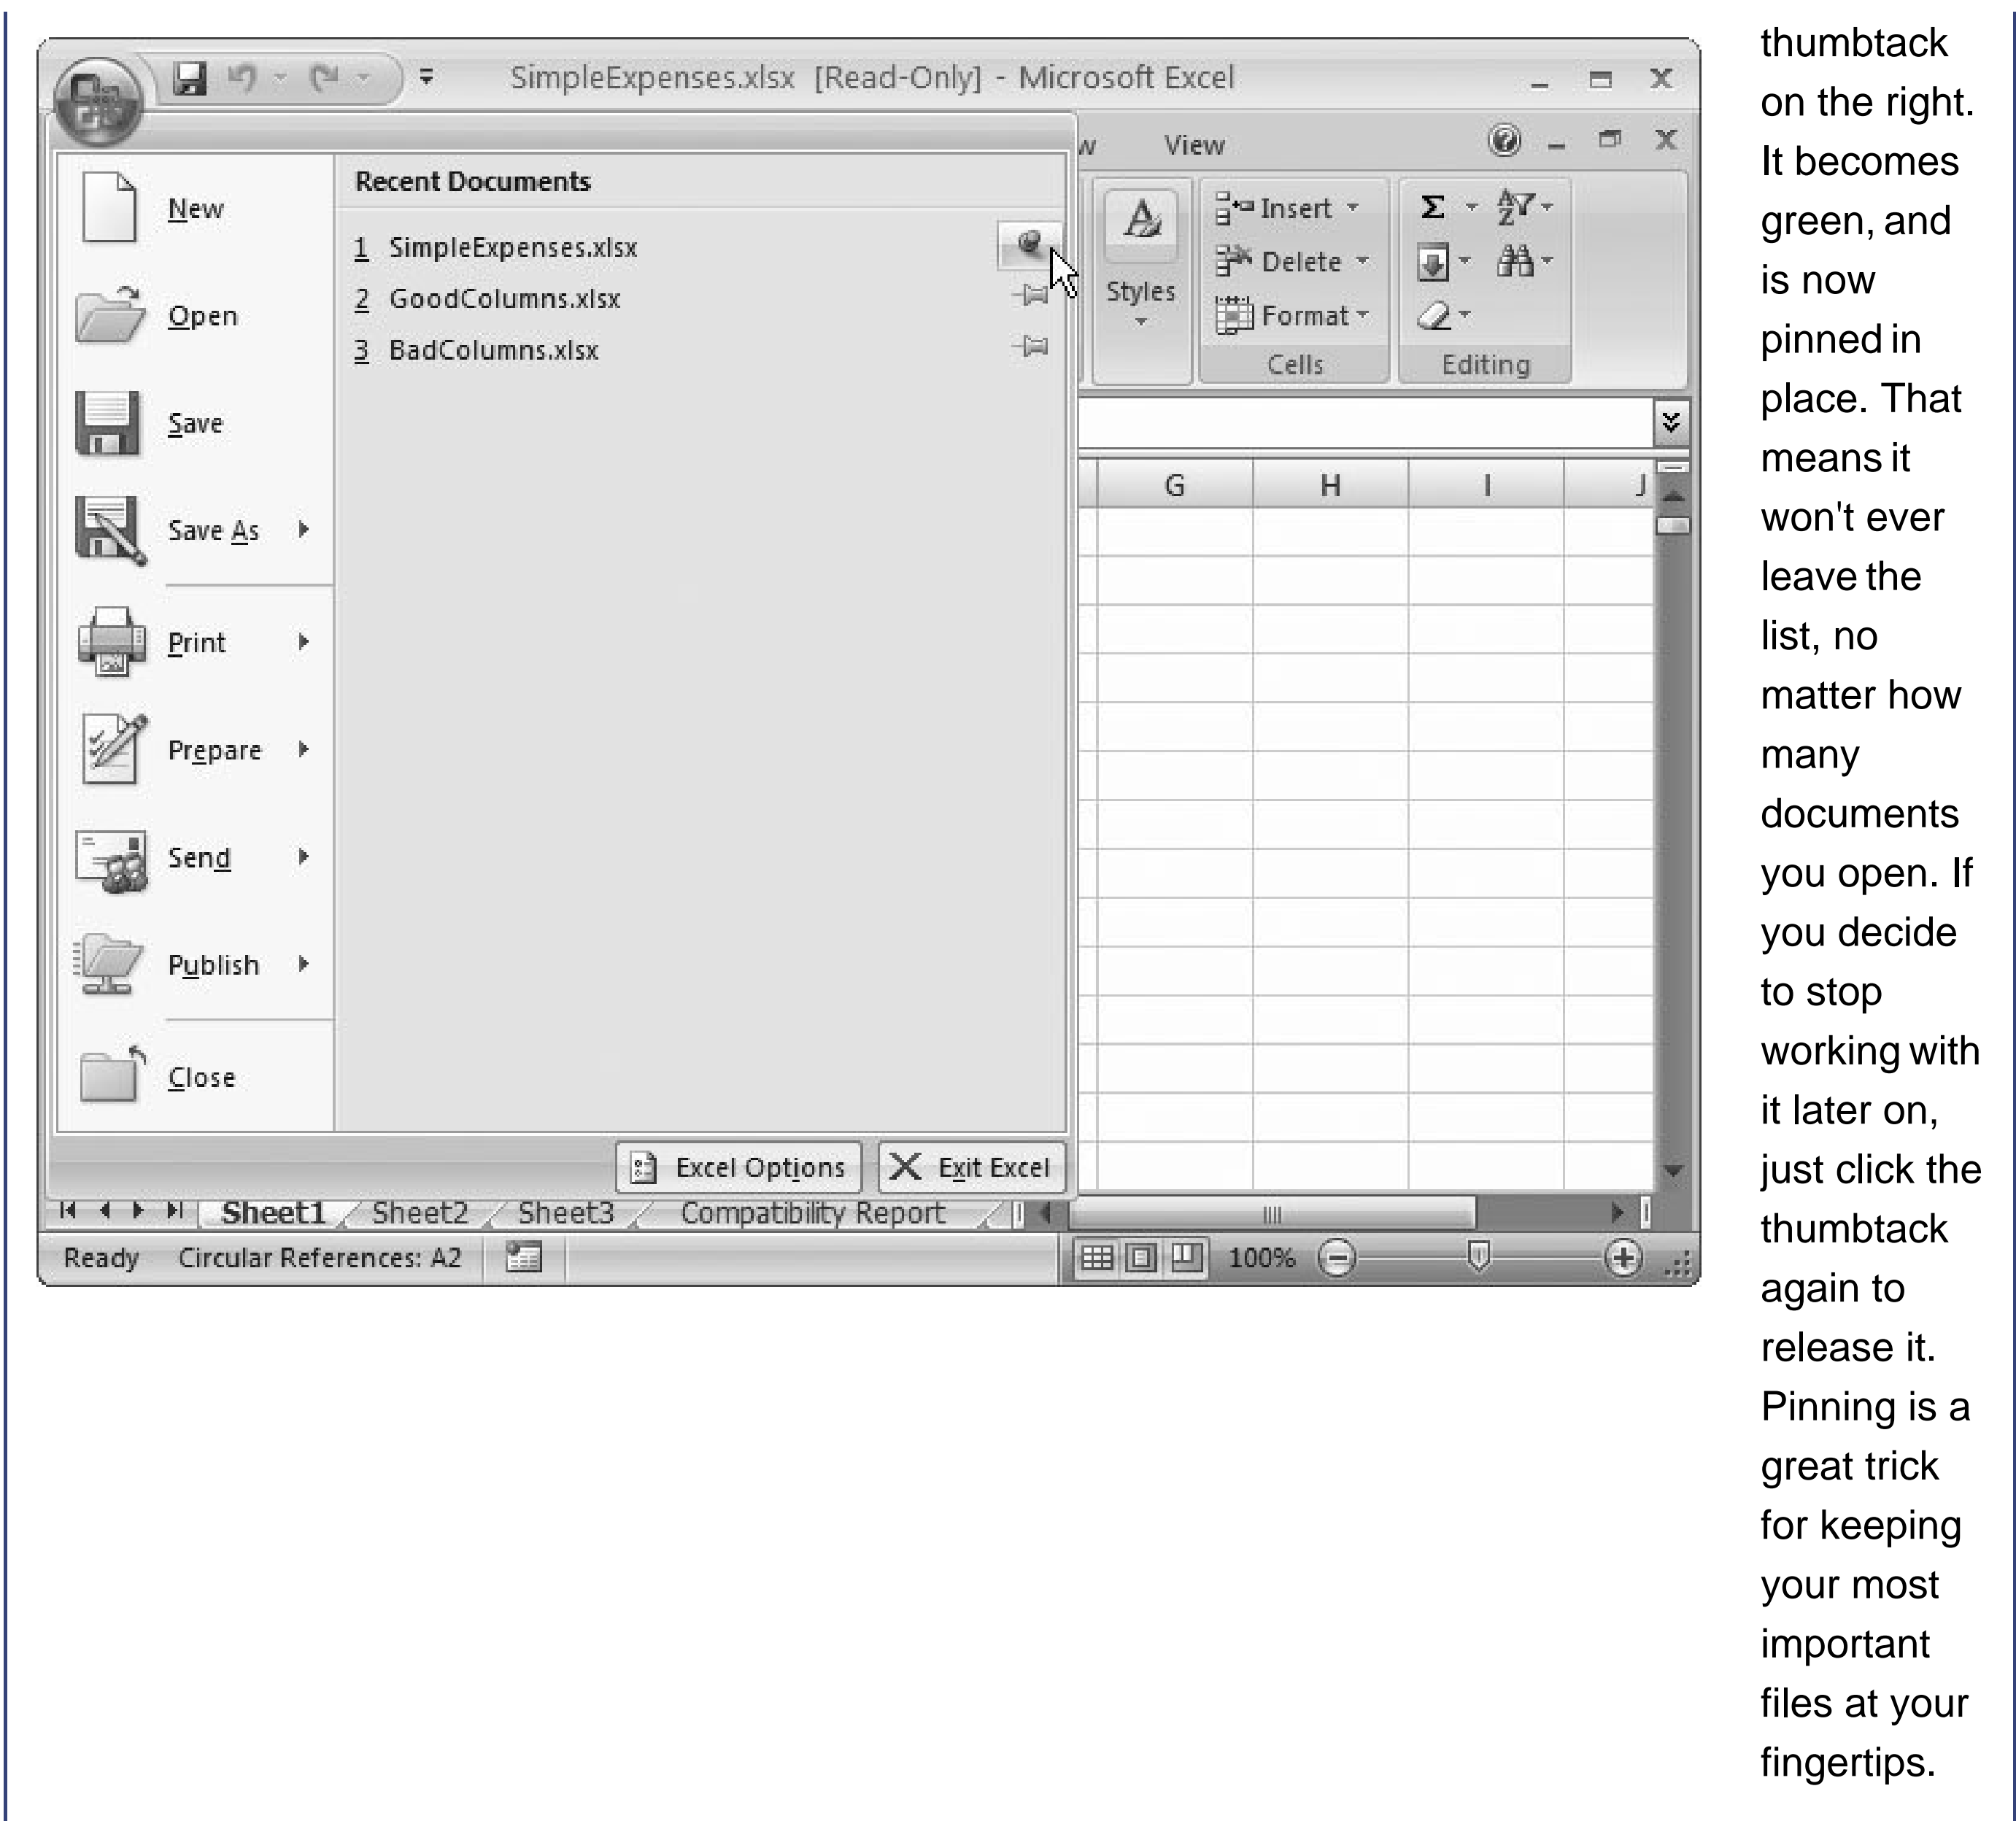 SimpleExpenses.xlsx [Read-Only] - Microsoft Excel
View
Recent Documents
New
Open
Save
Save As
Print
Prepare
Send
Publish
Close
1 SimpleExpenses.xlsx
2 GoodColumns.xlsx
3 BadColumns.xlsx
Styles
Insert
Delete
Format
Cells
Σ
Editing
G H I J
Excel Options
Exit Excel
Sheet1 Sheet2 Sheet3 Compatibility Report
Ready Circular References: A2 100%
thumbtack
on the right.
It becomes
green, and
is now
pinned in
place. That
means it
won't ever
leave the
list, no
matter how
many
documents
you open. If
you decide
to stop
working with
it later on,
just click the
thumbtack
again to
release it.
Pinning is a
great trick
for keeping
your most
important
files at your
fingertips.